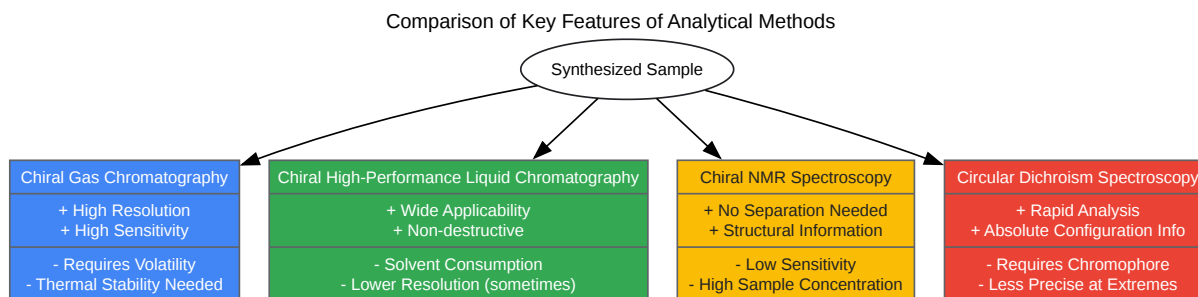 Comparison of Key Features of Analytical Methods
Synthesized Sample
Chiral Gas Chromatography
+ High Resolution
+ High Sensitivity
- Requires Volatility
- Thermal Stability Needed
Chiral High-Performance Liquid Chromatography
+ Wide Applicability
+ Non-destructive
- Solvent Consumption
- Lower Resolution (sometimes)
Chiral NMR Spectroscopy
+ No Separation Needed
+ Structural Information
- Low Sensitivity
- High Sample Concentration
Circular Dichroism Spectroscopy
+ Rapid Analysis
+ Absolute Configuration Info
- Requires Chromophore
- Less Precise at Extremes